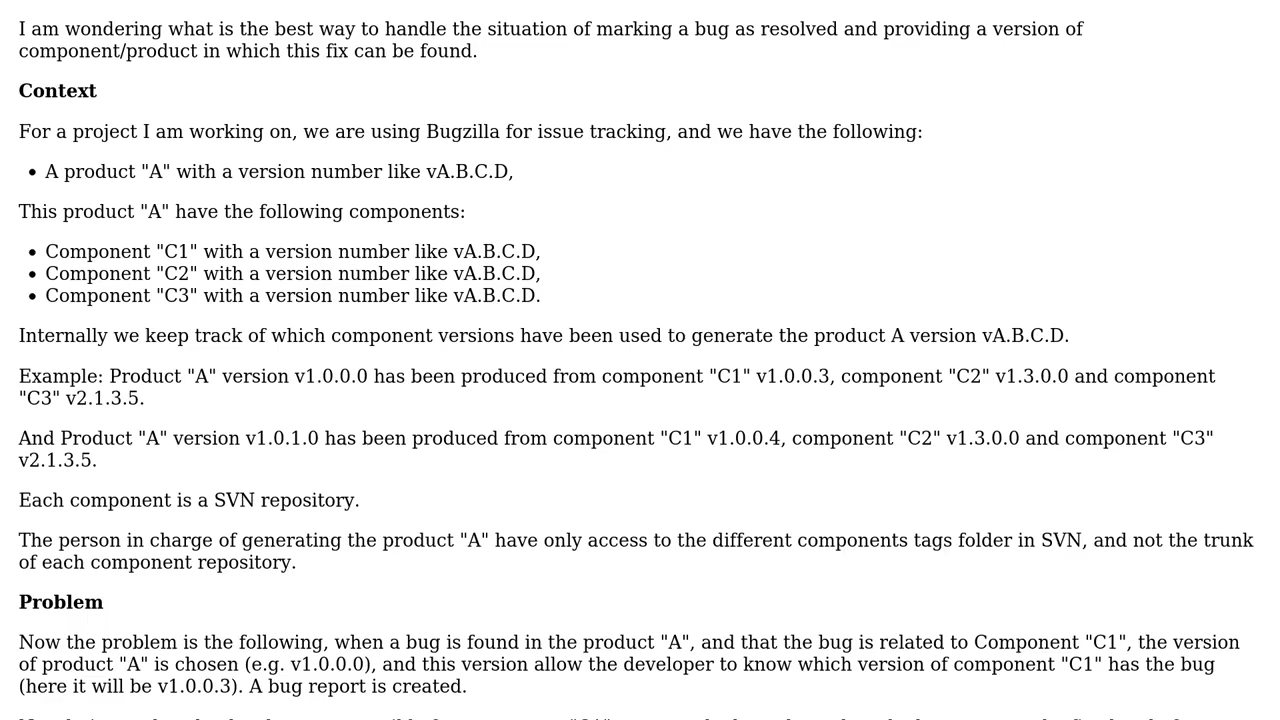 I am wondering what is the best way to handle the situation of marking a bug as resolved and providing a version of
component/product in which this fix can be found.
Context
For a project I am working on, we are using Bugzilla for issue tracking, and we have the following:
• A product "A" with a version number like vA.B.C.D,
This product "A" have the following components:
• Component "C1" with a version number like vA.B.C.D,
• Component "C2" with a version number like vA.B.C.D,
• Component "C3" with a version number like vA.B.C.D.
Internally we keep track of which component versions have been used to generate the product A version vA.B.C.D.
Example: Product "A" version v1.0.0.0 has been produced from component "C1" v1.0.0.3, component "C2" v1.3.0.0 and component
"C3" v2.1.3.5.
And Product "A" version v1.0.1.0 has been produced from component "C1" v1.0.0.4, component "C2" v1.3.0.0 and component "C3"
v2.1.3.5.
Each component is a SVN repository.
The person in charge of generating the product "A" have only access to the different components tags folder in SVN, and not the trunk
of each component repository.
Problem
Now the problem is the following, when a bug is found in the product "A", and that the bug is related to Component "C1", the version
of product "A" is chosen (e.g. v1.0.0.0), and this version allow the developer to know which version of component "C1" has the bug
(here it will be v1.0.0.3). A bug report is created.